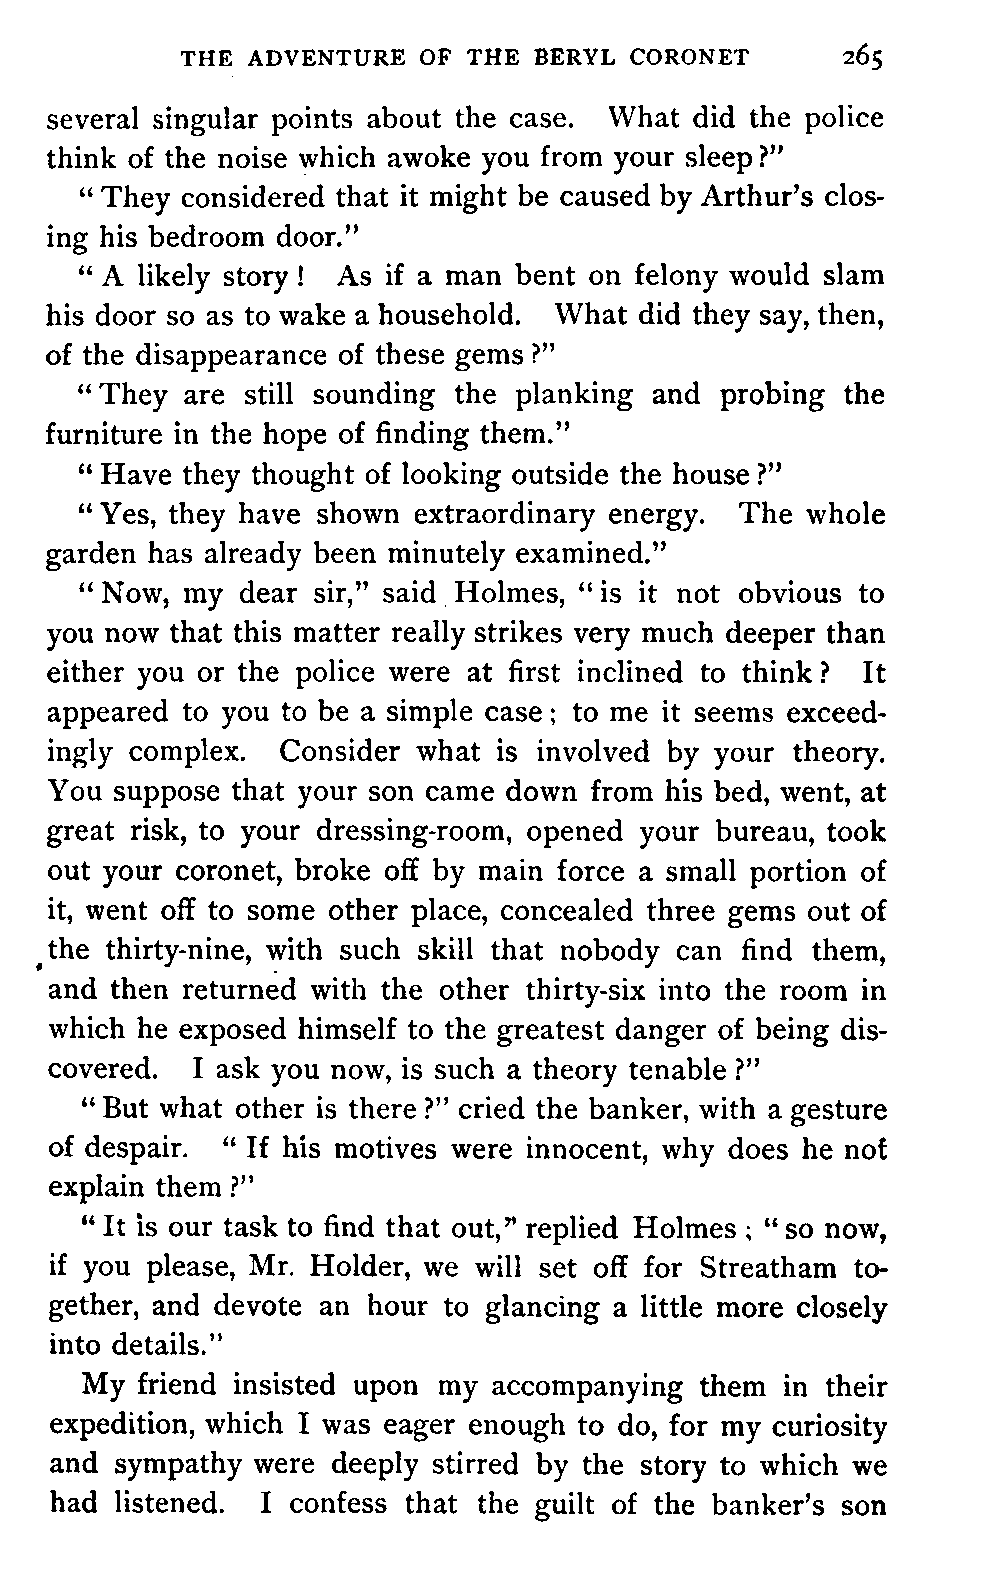 THE ADVENTURE OF THE BERYL CORONET 265
several singular points about the case. What did the police
think of the noise which awoke you from your sleep?"
"They considered that it might be caused by Arthur's clos-
ing his bedroom door."
"A likely story! As if a man bent on felony would slam
his door so as to wake a household. What did they say, then,
of the disappearance of these gems?"
"They are still sounding the planking and probing the
furniture in the hope of finding them."
"Have they thought of looking outside the house?"
"Yes, they have shown extraordinary energy. The whole
garden has already been minutely examined."
"Now, my dear sir," said Holmes, "is it not obvious to
you now that this matter really strikes very much deeper than
either you or the police were at first inclined to think? It
appeared to you to be a simple case; to me it seems exceed-
ingly complex. Consider what is involved by your theory.
You suppose that your son came down from his bed, went, at
great risk, to your dressing-room, opened your bureau, took
out your coronet, broke off by main force a small portion of
it, went off to some other place, concealed three gems out of
the thirty-nine, with such skill that nobody can find them,
and then returned with the other thirty-six into the room in
which he exposed himself to the greatest danger of being dis-
covered. I ask you now, is such a theory tenable?"
"But what other is there?" cried the banker, with a gesture
of despair. "If his motives were innocent, why does he not
explain them?"
"It is our task to find that out," replied Holmes; "so now,
if you please, Mr. Holder, we will set off for Streatham to-
gether, and devote an hour to glancing a little more closely
into details."
My friend insisted upon my accompanying them in their
expedition, which I was eager enough to do, for my curiosity
and sympathy were deeply stirred by the story to which we
had listened. I confess that the guilt of the banker's son